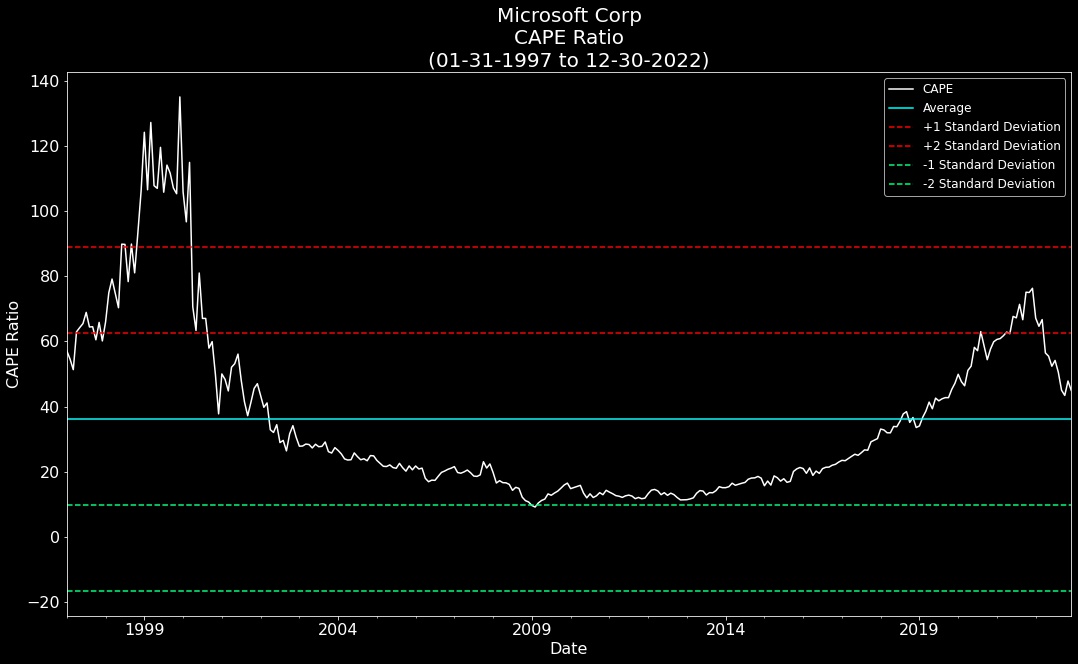 Microsoft Corp
CAPE Ratio
(01-31-1997 to 12-30-2022)
CAPE
Average
+1 Standard Deviation
+2 Standard Deviation
-1 Standard Deviation
-2 Standard Deviation
CAPE Ratio
140
120
100
80
60
40
20
0
−20
1999 2004 2009 2014 2019
Date